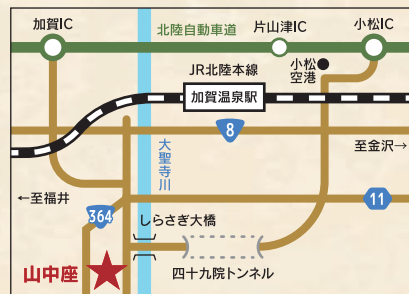 加賀IC
北陸自動車道
片山津IC
小松IC
JR北陸本線
小松
空港
加賀温泉駅
8
大聖寺川
至金沢→
←至福井
364
11
しらさぎ大橋
山中座
四十九院トンネル